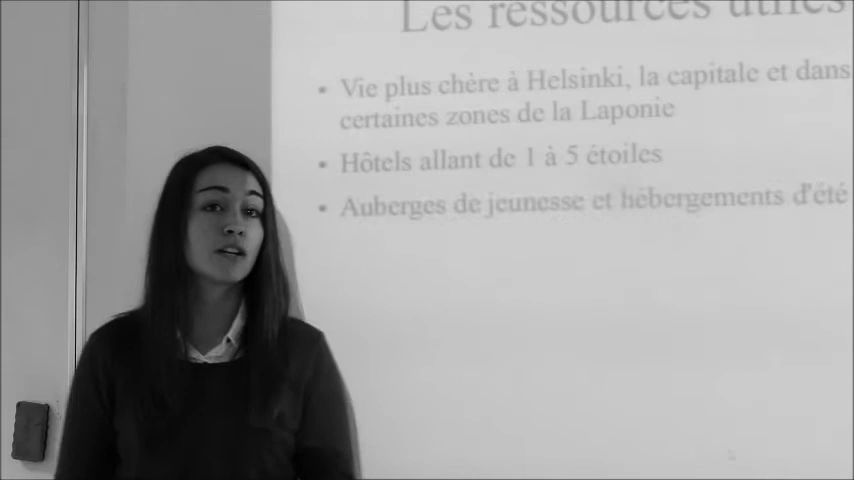 Les ressources utiles
• Vie plus chère à Helsinki, la capitale et dans
certaines zones de la Laponie
• Hôtels allant de 1 à 5 étoiles
• Auberges de jeunesse et hébergements d'été